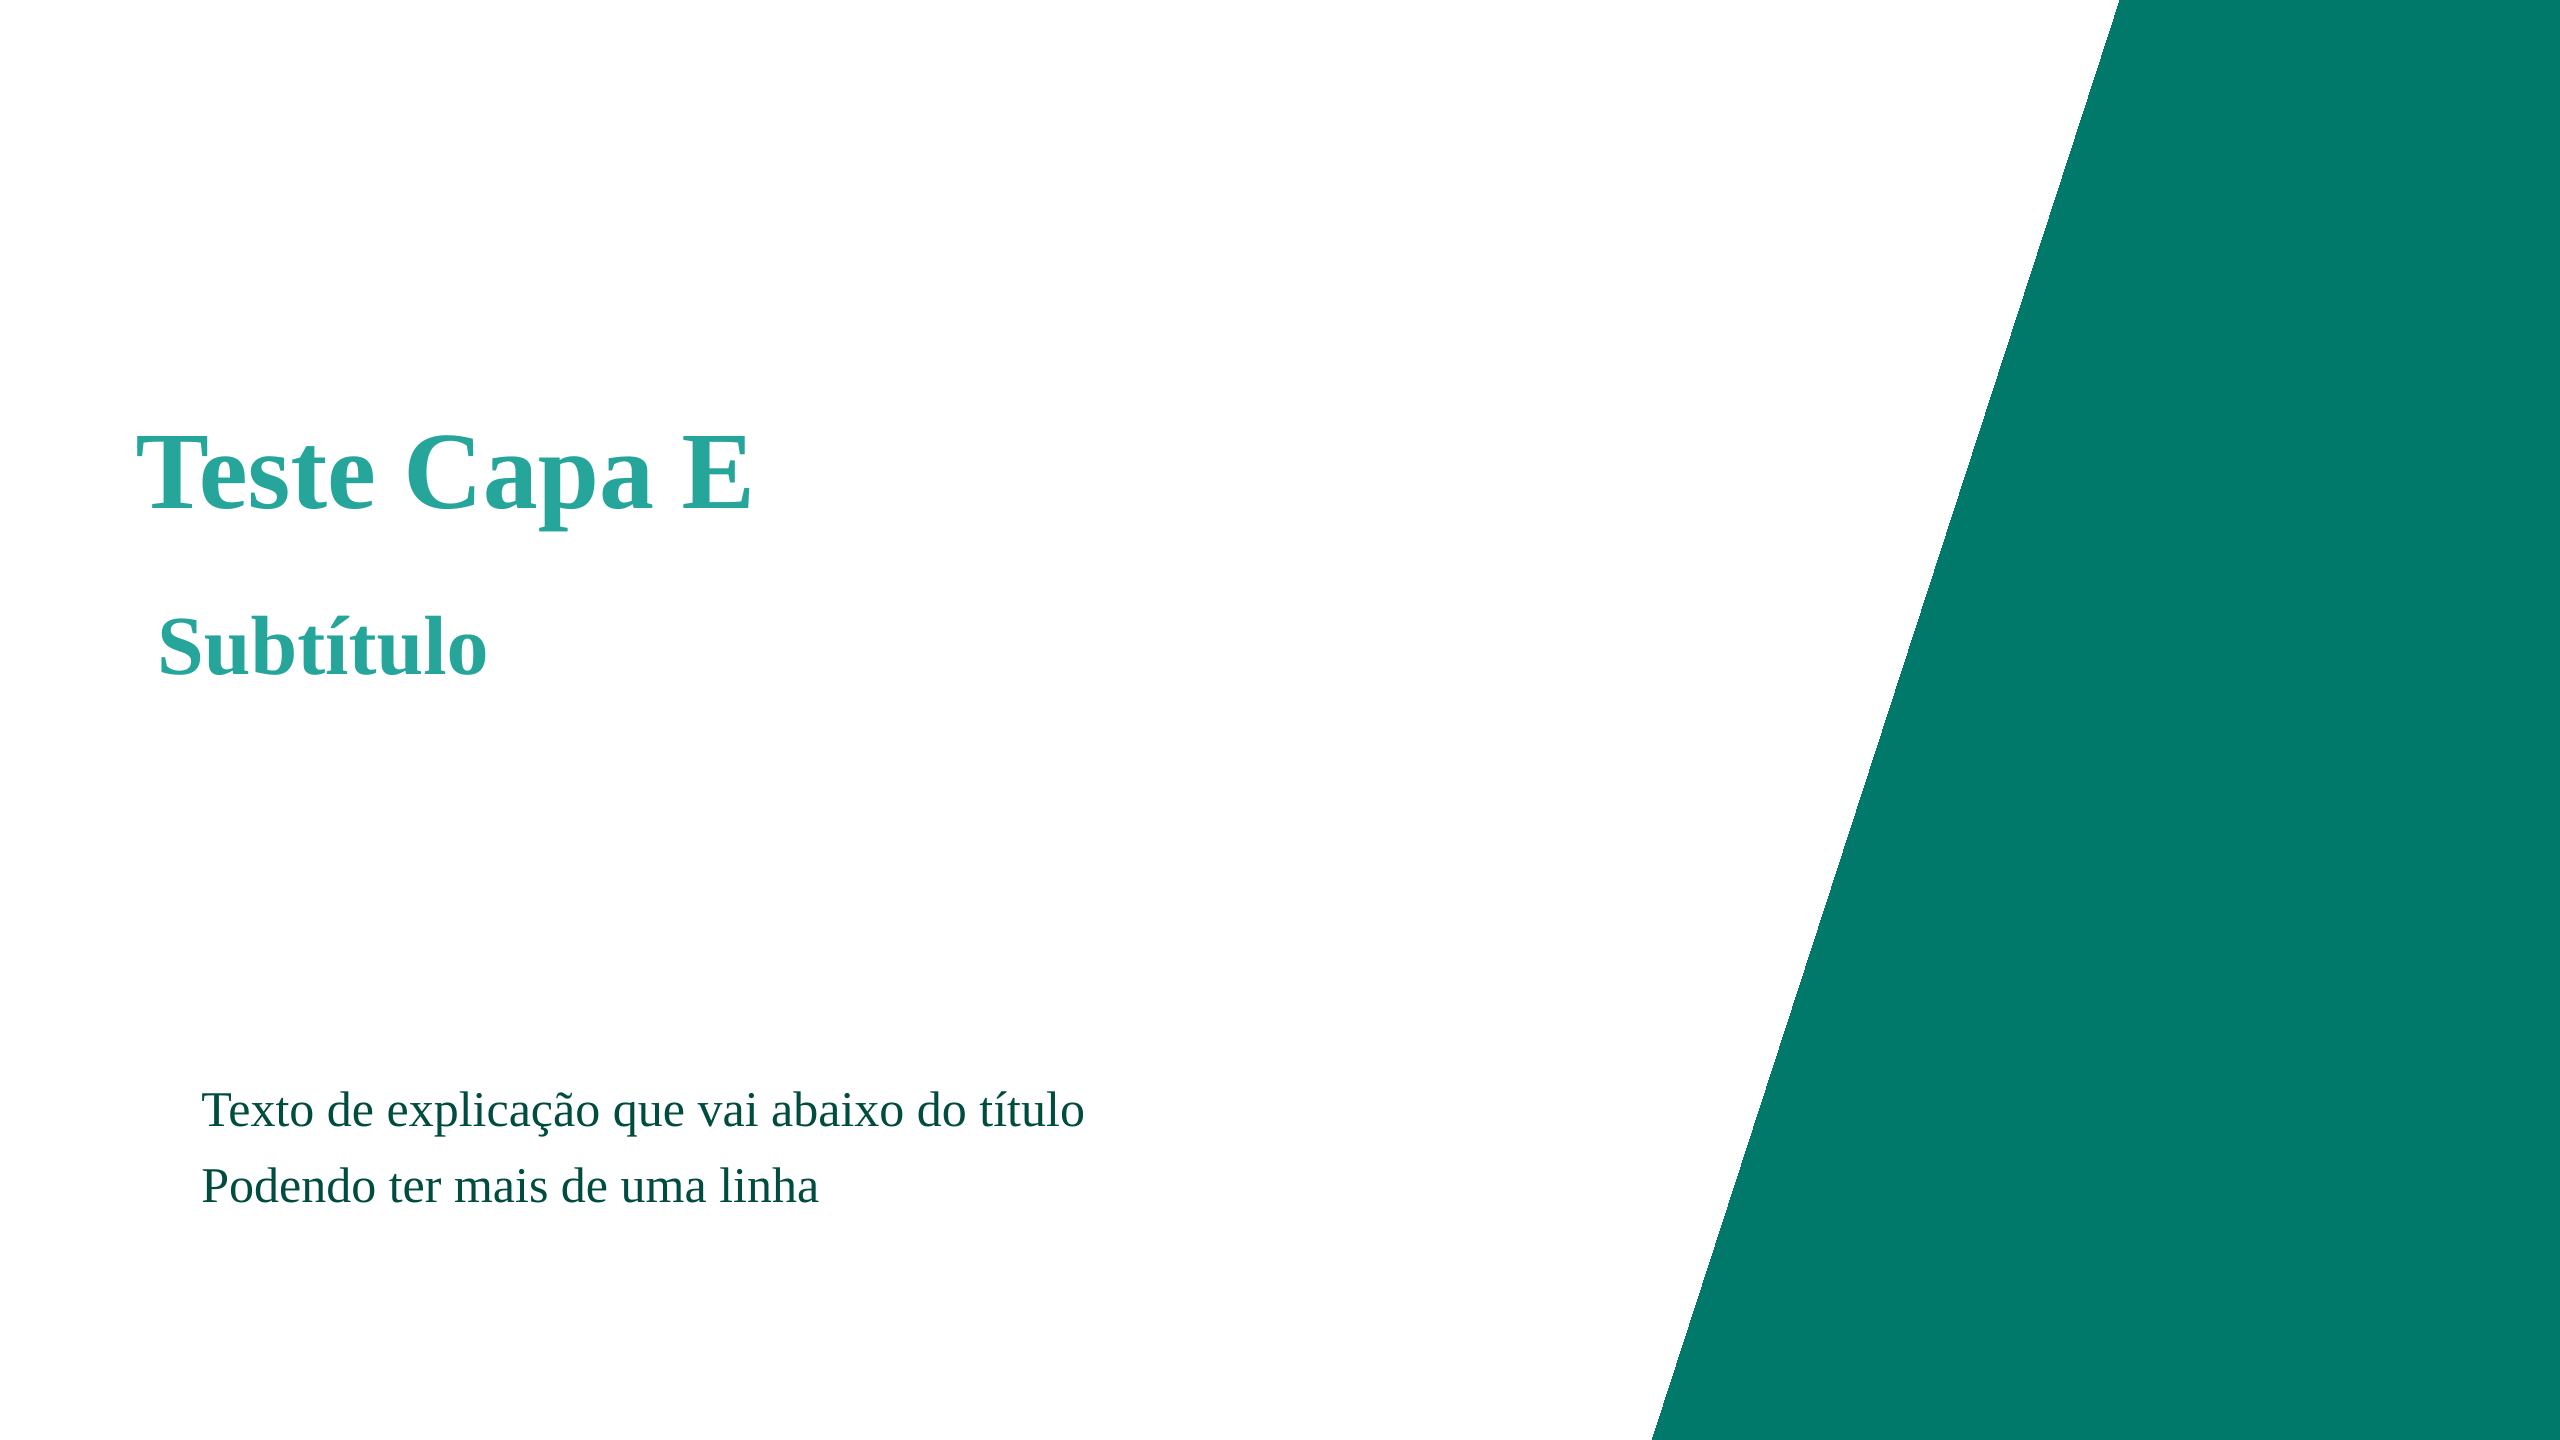 Teste Capa E
Subtítulo
Texto de explicação que vai abaixo do título
Podendo ter mais de uma linha